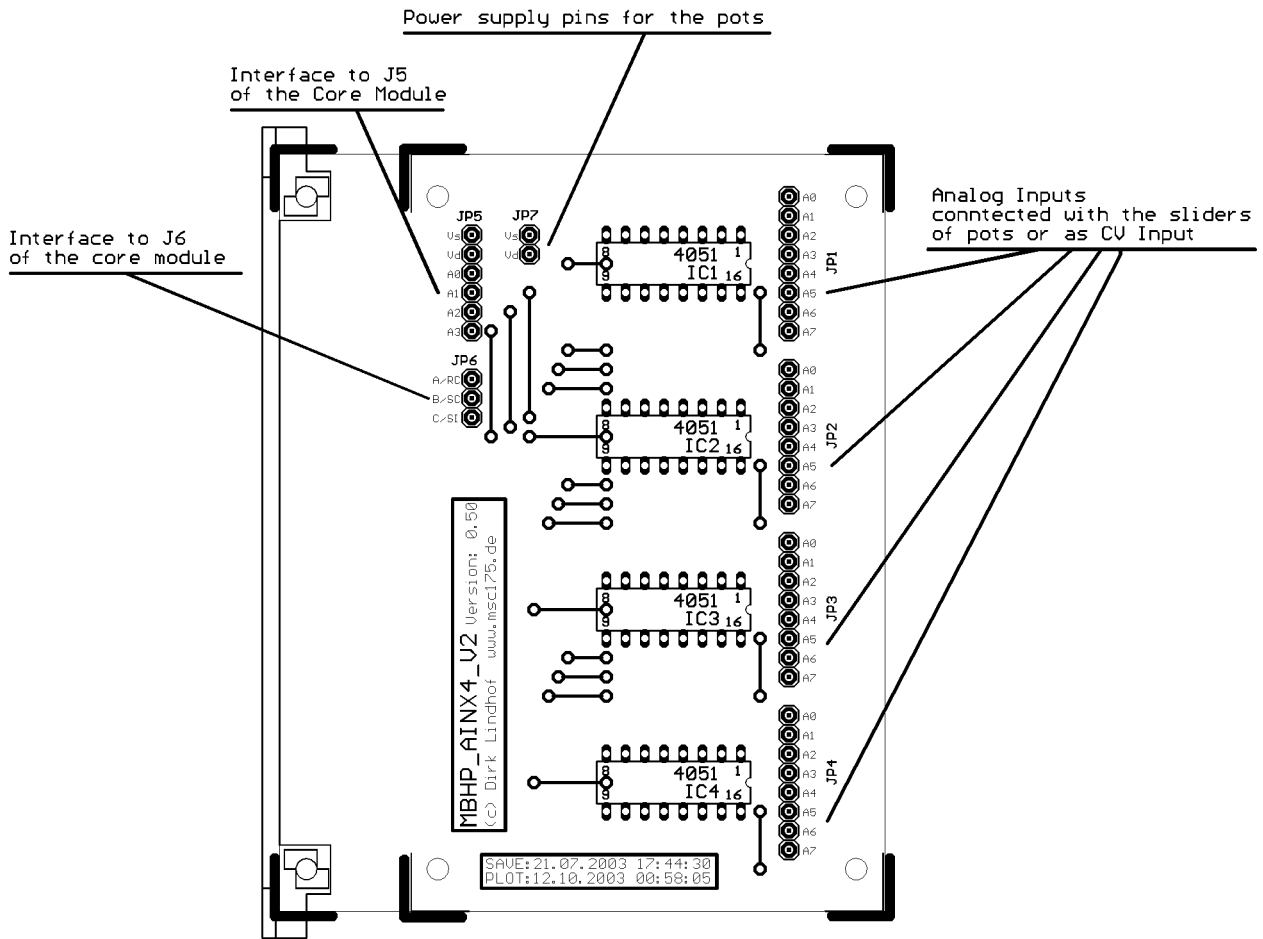 Power supply pins for the pots
Interface to J5
of the Core Module
Interface to J6
of the core module
Analog Inputs
conntected with the sliders
of pots or as CV Input
JP5
Vs
Vd
A0
A1
A2
A3
JP7
Vs
Vd
JP6
A/RC
B/SC
C/SI
8
9
4051
IC1
1
16
A0
A1
A2
A3
A4
A5
A6
A7
JP1
8
9
4051
IC2
1
16
A0
A1
A2
A3
A4
A5
A6
A7
JP2
8
9
4051
IC3
1
16
A0
A1
A2
A3
A4
A5
A6
A7
JP3
8
9
4051
IC4
1
16
A0
A1
A2
A3
A4
A5
A6
A7
JP4
MBHP_AINX4_V2 Version: 0.50
(c) Dirk Lindhof www.msc175.de
SAVE:21.07.2003 17:44:30
PLOT:12.10.2003 00:58:05